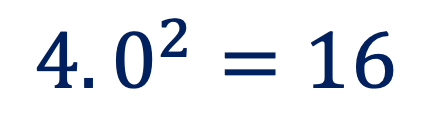 4.0² = 16